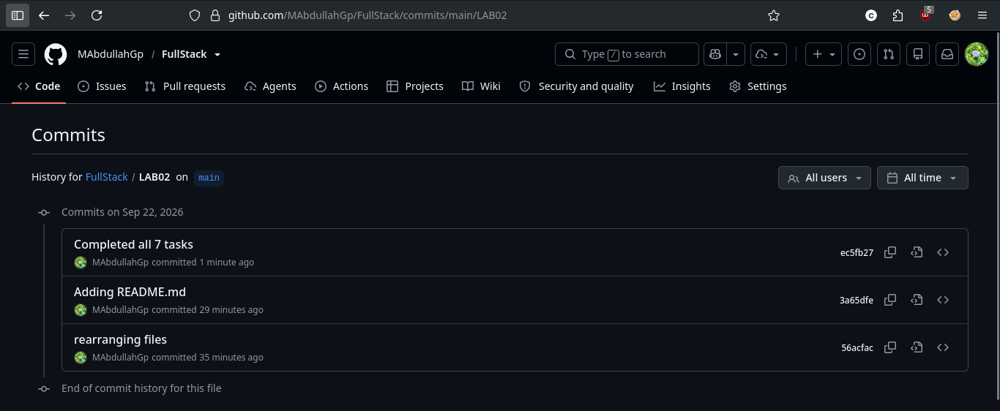 github.com/MAbdullahGp/FullStack/commits/main/LAB02
5
MAbdullahGp / FullStack
Type / to search
Code Issues Pull requests Agents Actions Projects Wiki Security and quality Insights Settings
Commits
History for FullStack / LAB02 on main
All users All time
Commits on Sep 22, 2026
Completed all 7 tasks
MAbdullahGp committed 1 minute ago
ec5fb27
Adding README.md
MAbdullahGp committed 29 minutes ago
3a65dfe
rearranging files
MAbdullahGp committed 35 minutes ago
56acfac
End of commit history for this file